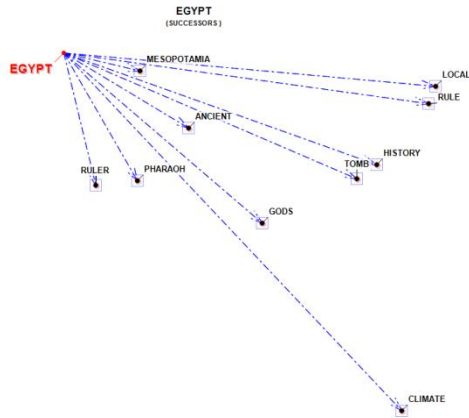 EGYPT
(SUCCESSORS)
MESOPOTAMIA
EGYPT
LOCAL
RULE
ANCIENT
HISTORY
TOMB
RULER
PHARAOH
GODS
CLIMATE